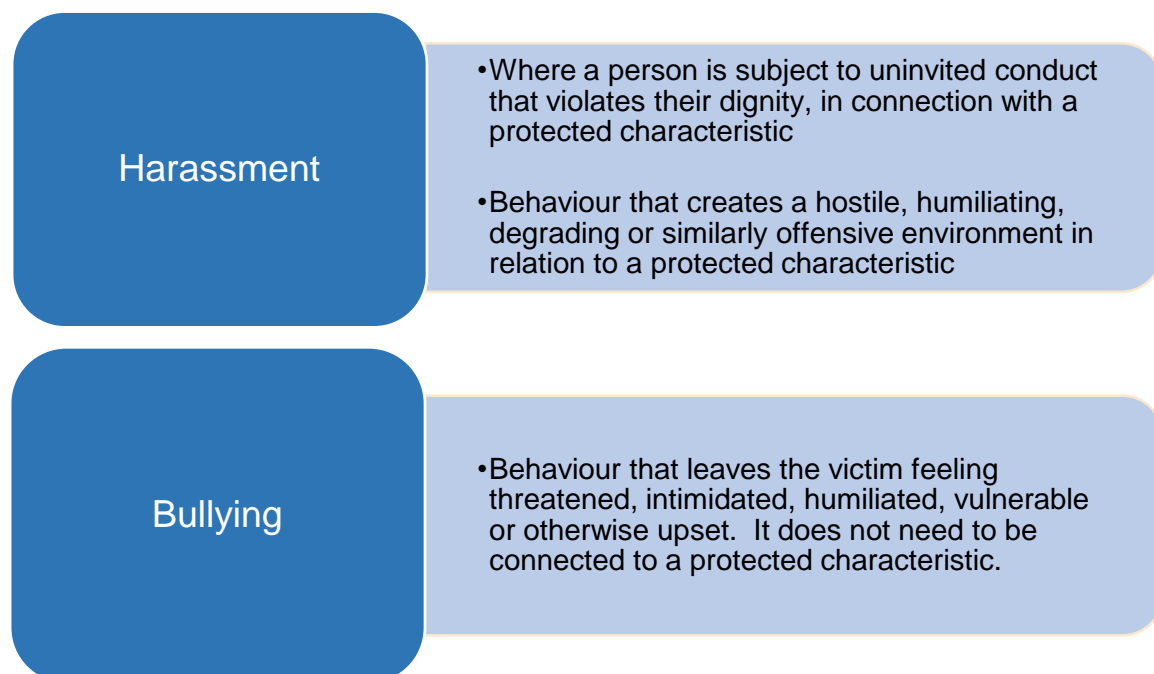 Harassment
•Where a person is subject to uninvited conduct
that violates their dignity, in connection with a
protected characteristic
•Behaviour that creates a hostile, humiliating,
degrading or similarly offensive environment in
relation to a protected characteristic
Bullying
•Behaviour that leaves the victim feeling
threatened, intimidated, humiliated, vulnerable
or otherwise upset.  It does not need to be
connected to a protected characteristic.